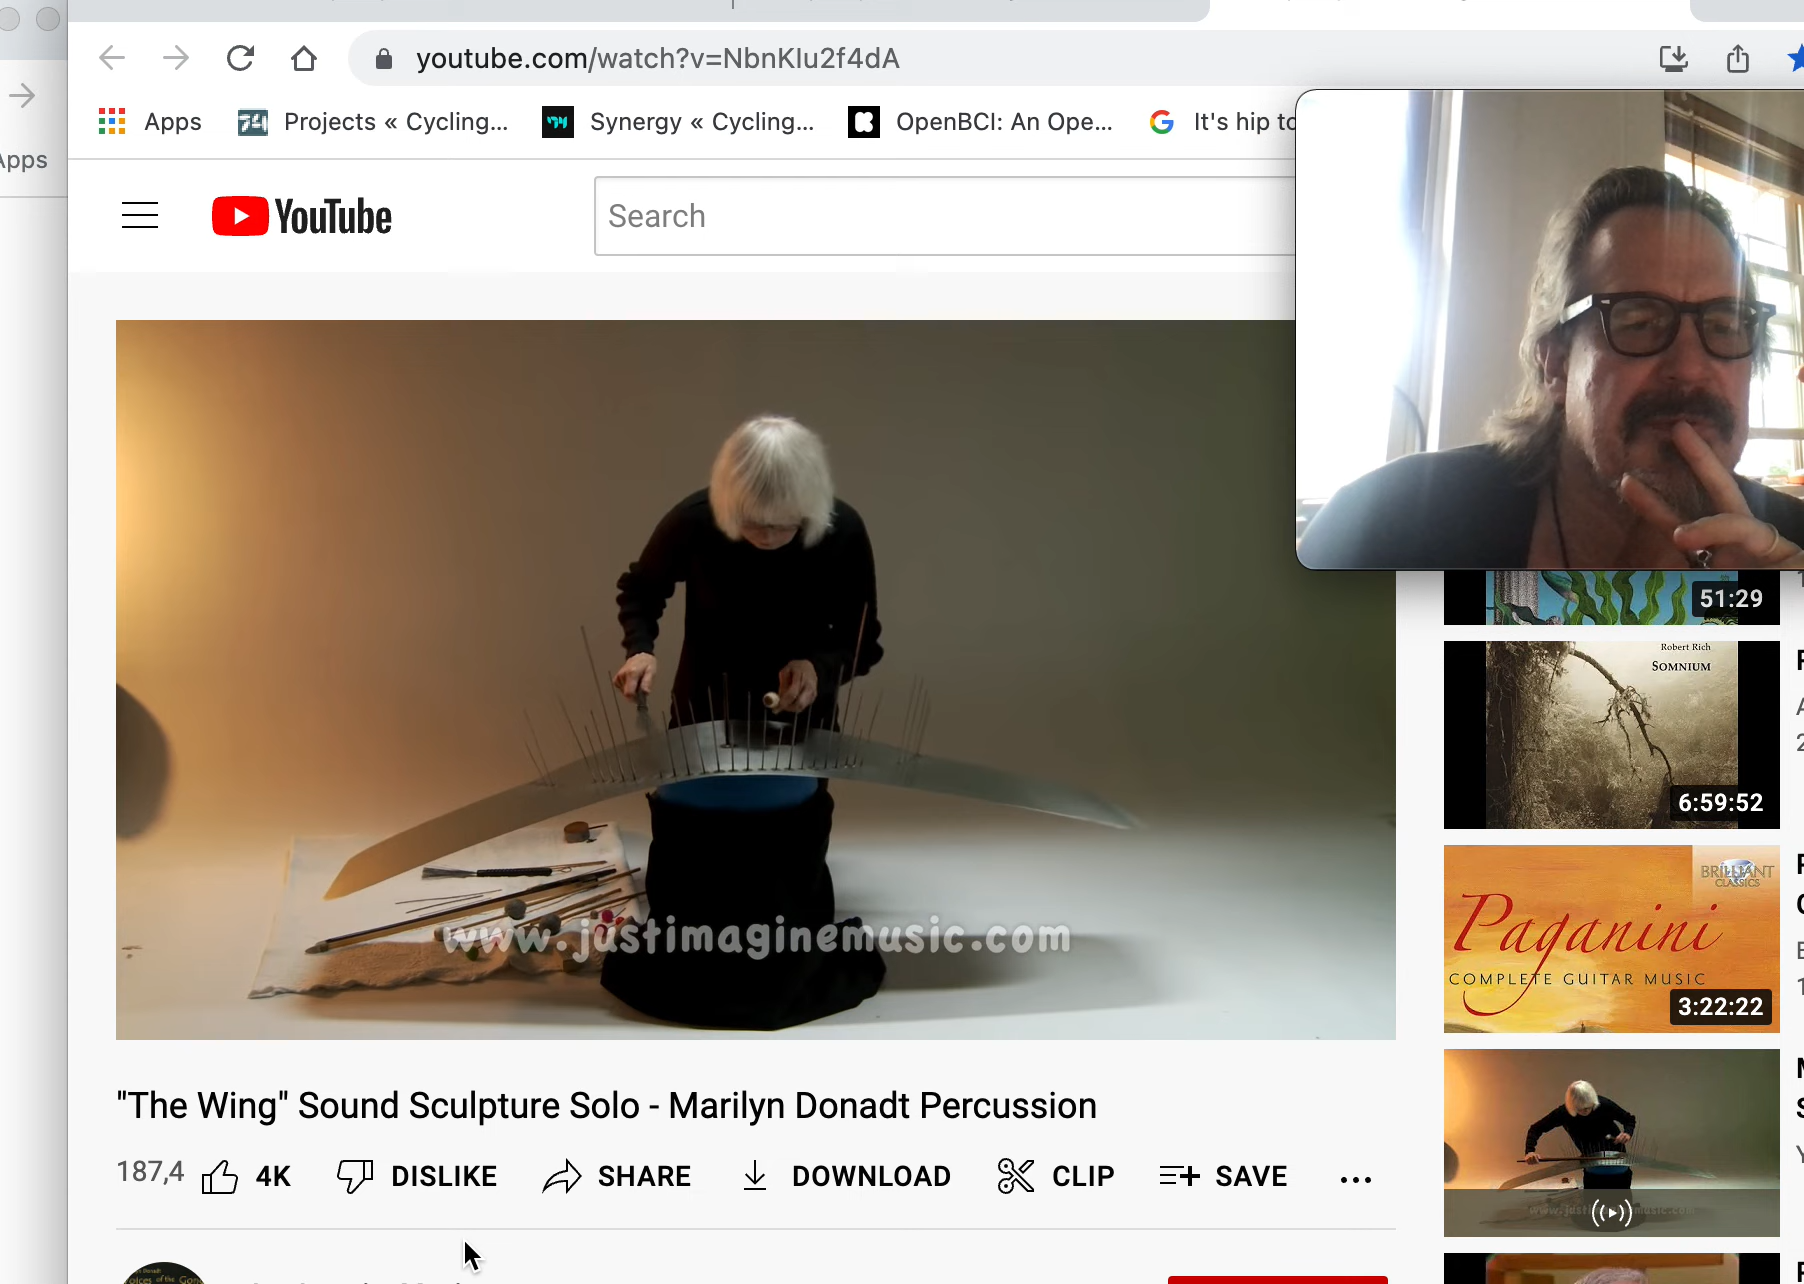 youtube.com/watch?v=NbnKIu2f4dA
Apps
Projects « Cycling...
Synergy « Cycling...
OpenBCI: An Ope...
It's hip to
Apps
YouTube
Search
51:29
Robert Rich
SOMNIUM
6:59:52
BRILLIANT
CLASSICS
Paganini
COMPLETE GUITAR MUSIC
3:22:22
www.justimaginemusic.com
"The Wing" Sound Sculpture Solo - Marilyn Donadt Percussion
187,4
4K
DISLIKE
SHARE
DOWNLOAD
CLIP
SAVE